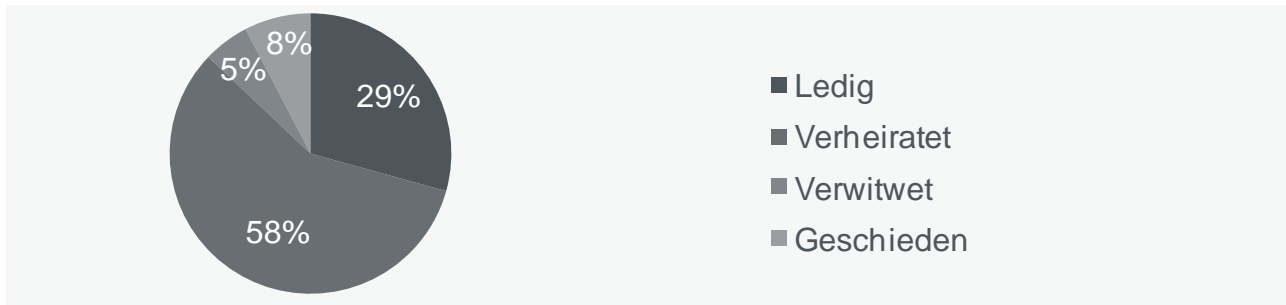 8%
5%
29%
58%
Ledig
Verheiratet
Verwitwet
Geschieden